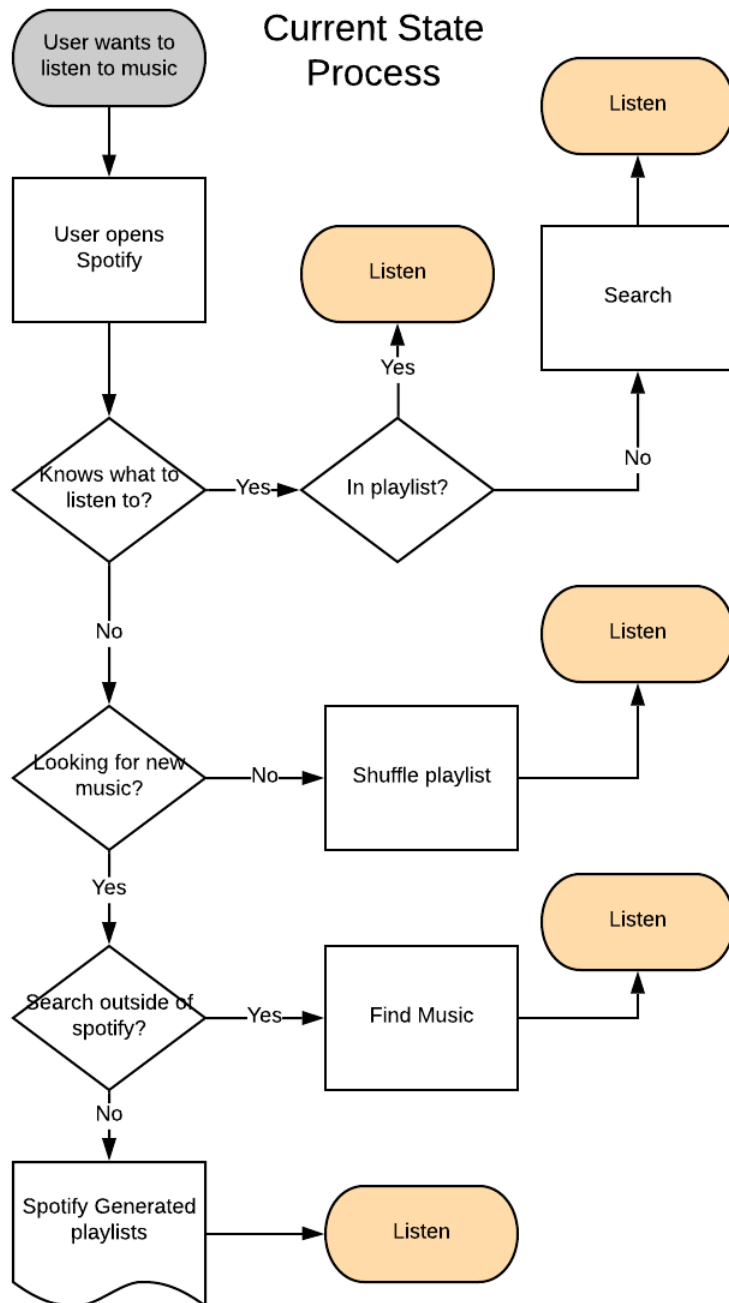 Current State
Process
User wants to
listen to music
User opens
Spotify
Listen
Search
Listen
Yes
Knows what to
listen to?
Yes
In playlist?
No
No
Listen
Looking for new
music?
No
Shuffle playlist
Yes
Listen
Search outside of
spotify?
Yes
Find Music
No
Spotify Generated
playlists
Listen